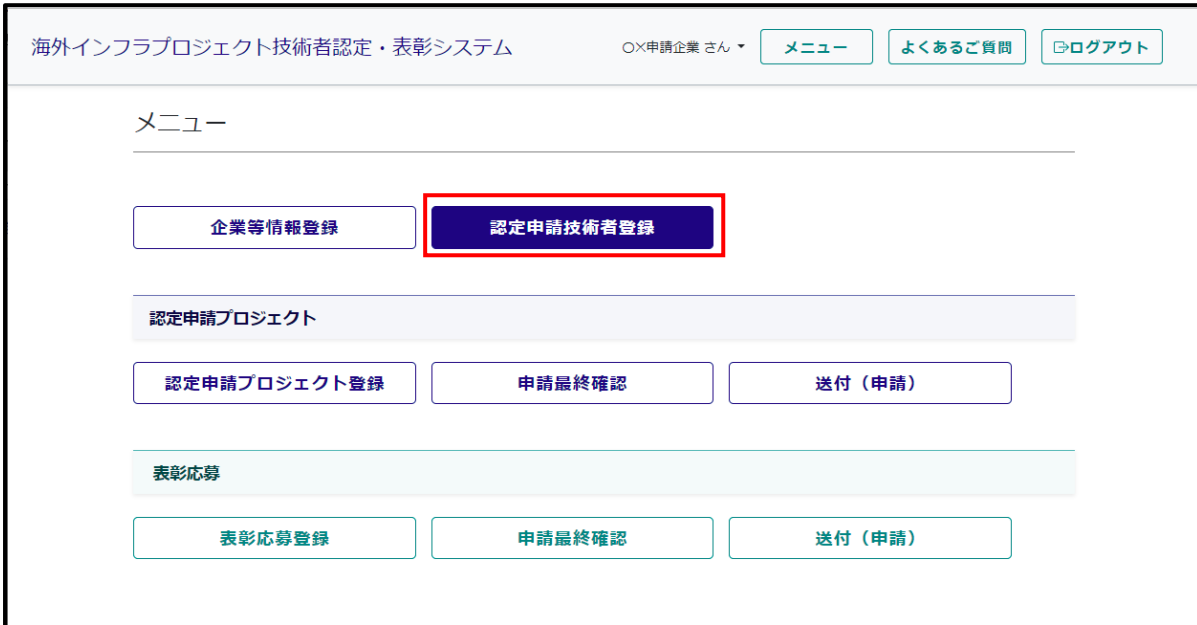 海外インフラプロジェクト技術者認定・表彰システム
○×申請企業 さん
メニュー
よくあるご質問
ログアウト
メニュー
企業等情報登録
認定申請技術者登録
認定申請プロジェクト
認定申請プロジェクト登録
申請最終確認
送付（申請）
表彰応募
表彰応募登録
申請最終確認
送付（申請）